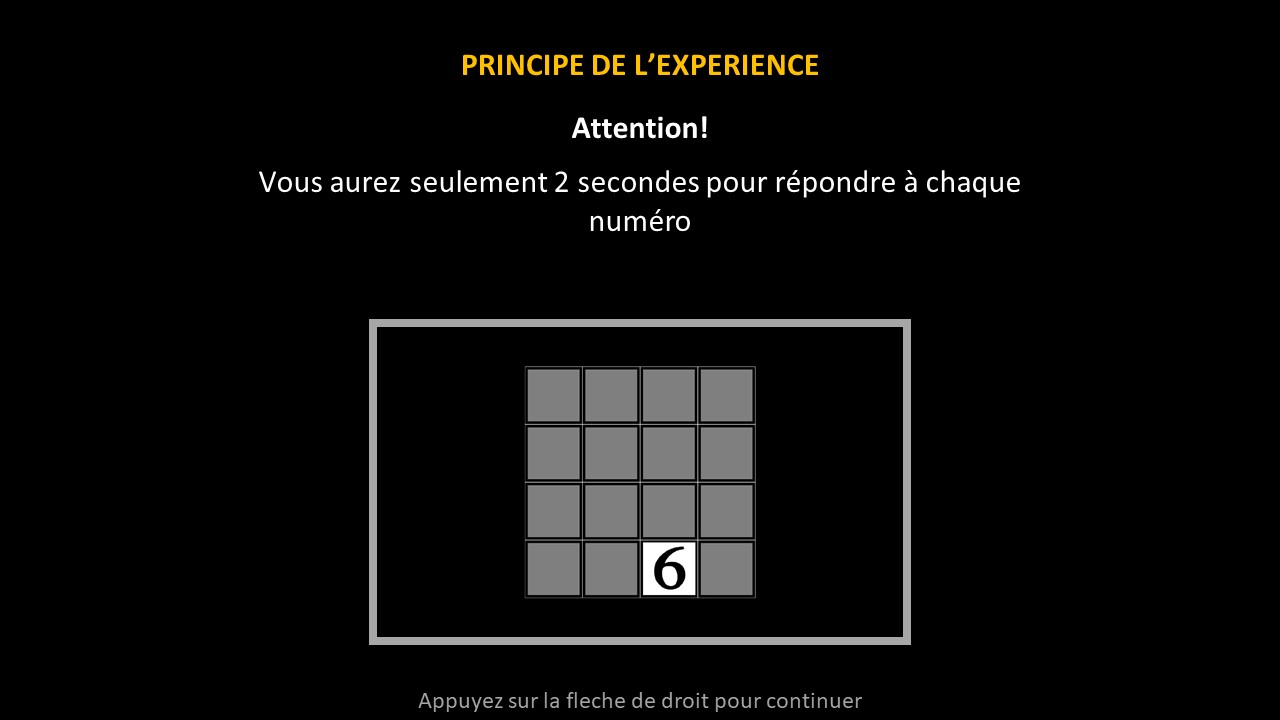 PRINCIPE DE L’EXPERIENCE
Attention!
Vous aurez seulement 2 secondes pour répondre à chaque
numéro
6
Appuyez sur la fleche de droit pour continuer